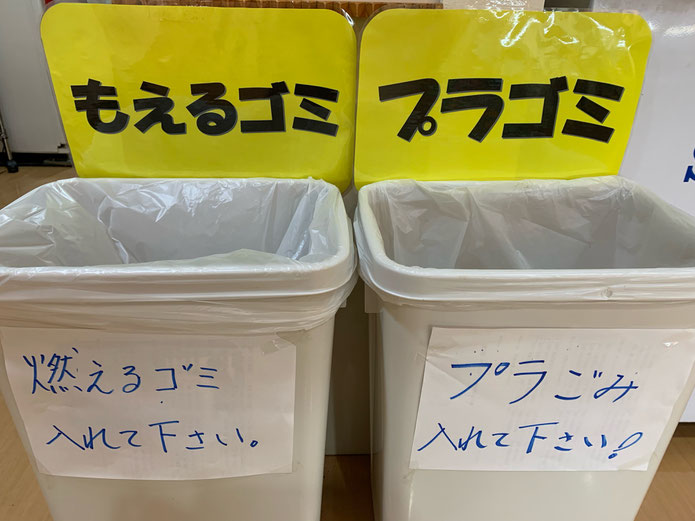 もえるゴミ
プラゴミ
燃えるゴミ
入れて下さい。
プラごみ
入れて下さい!